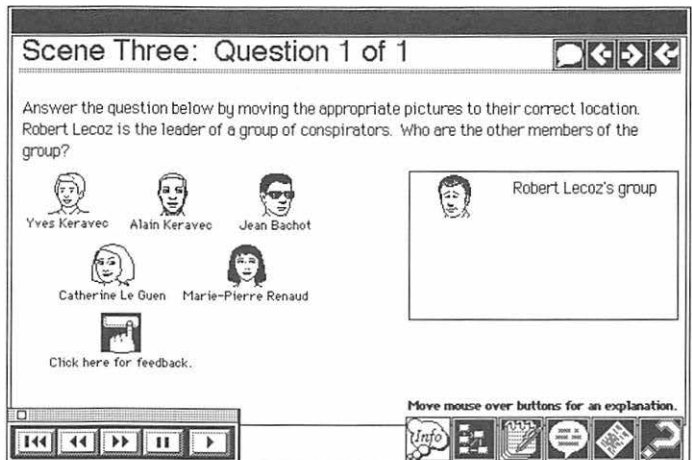 Scene Three: Question 1 of 1
Answer the question below by moving the appropriate pictures to their correct location.
Robert Lecoz is the leader of a group of conspirators. Who are the other members of the
group?
Robert Lecoz's group
Yves Keravec Alain Keravec Jean Bachot
Catherine Le Guen Marie-Pierre Renaud
Click here for feedback.
Move mouse over buttons for an explanation.
Info